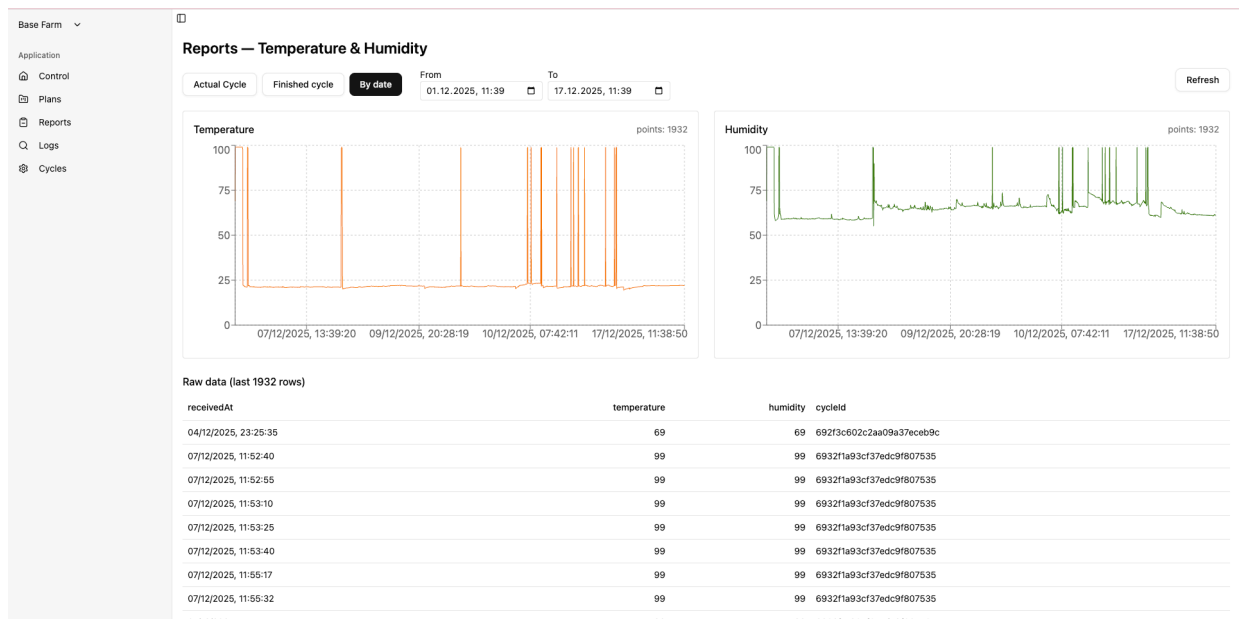 Base Farm
Application
Control
Plans
Reports
Logs
Cycles
Reports — Temperature & Humidity
Actual Cycle Finished cycle By date
From
01.12.2025, 11:39
To
17.12.2025, 11:39
Refresh
Temperature points: 1932
100
75
50
25
0
07/12/2025, 13:39:20 09/12/2025, 20:28:19 10/12/2025, 07:42:11 17/12/2025, 11:38:50
Humidity points: 1932
100
75
50
25
0
07/12/2025, 13:39:20 09/12/2025, 20:28:19 10/12/2025, 07:42:11 17/12/2025, 11:38:50
Raw data (last 1932 rows)
receivedAt temperature humidity cycleId
04/12/2025, 23:25:35 69 69 692f3c602c2aa09a37eceb9c
07/12/2025, 11:52:40 99 99 6932f1a93cf37edc9f807535
07/12/2025, 11:52:55 99 99 6932f1a93cf37edc9f807535
07/12/2025, 11:53:10 99 99 6932f1a93cf37edc9f807535
07/12/2025, 11:53:25 99 99 6932f1a93cf37edc9f807535
07/12/2025, 11:53:40 99 99 6932f1a93cf37edc9f807535
07/12/2025, 11:55:17 99 99 6932f1a93cf37edc9f807535
07/12/2025, 11:55:32 99 99 6932f1a93cf37edc9f807535